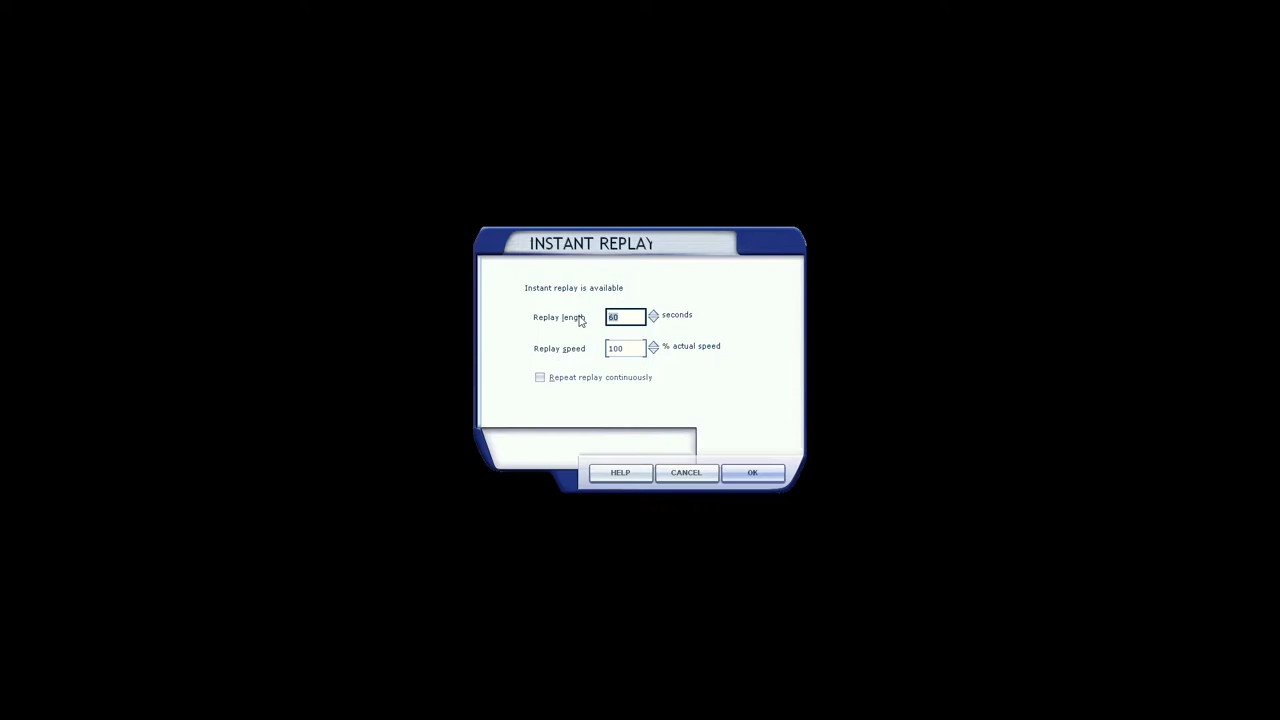 INSTANT REPLAY
Instant replay is available
Replay length 60 seconds
Replay speed 100 % actual speed
Repeat replay continuously
HELP CANCEL OK